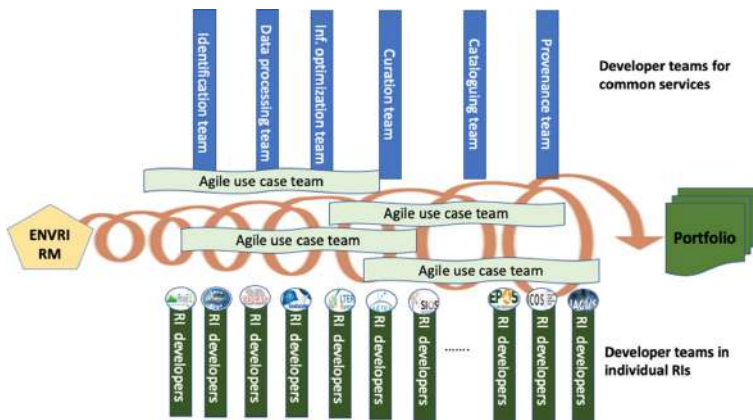 Identification team
Data processing team
Inf. optimization team
Curation team
Cataloguing team
Provenance team
Developer teams for
common services
Agile use case team
Agile use case team
Agile use case team
Agile use case team
ENVRI
RM
Portfolio
LTER
SIOS
EPOS
ICOS
IAGOS
RI developers
RI developers
RI developers
RI developers
RI developers
RI developers
RI developers
.......
RI developers
RI developers
RI developers
Developer teams in
individual RIs